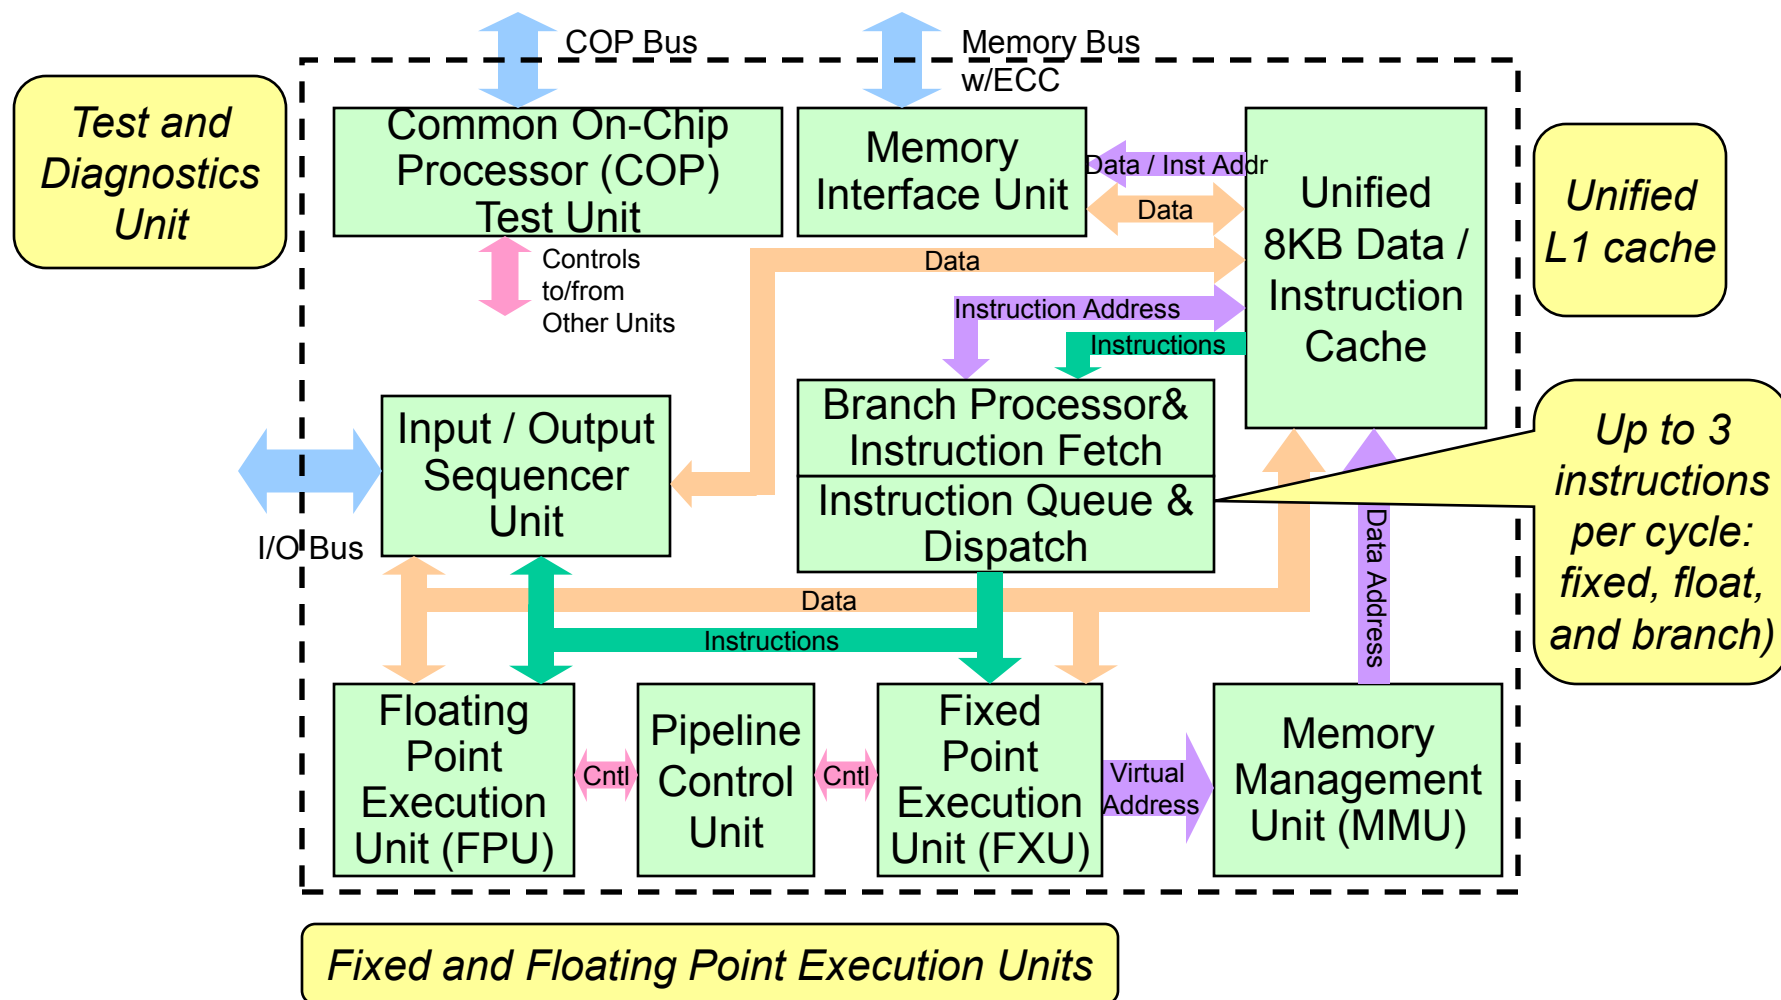 COP Bus
Memory Bus
w/ECC
Test and
Diagnostics
Unit
Common On-Chip
Processor (COP)
Test Unit
Memory
Interface Unit
Data / Inst Addr
Data
Unified
8KB Data /
Instruction
Cache
Unified
L1 cache
Controls
to/from
Other Units
Data
Instruction Address
Instructions
Input / Output
Sequencer
Unit
I/O Bus
Branch Processor&
Instruction Fetch
Instruction Queue &
Dispatch
Up to 3
instructions
per cycle:
fixed, float,
and branch)
Data Address
Data
Instructions
Floating
Point
Execution
Unit (FPU)
Cntl
Pipeline
Control
Unit
Cntl
Fixed
Point
Execution
Unit (FXU)
Virtual
Address
Memory
Management
Unit (MMU)
Fixed and Floating Point Execution Units